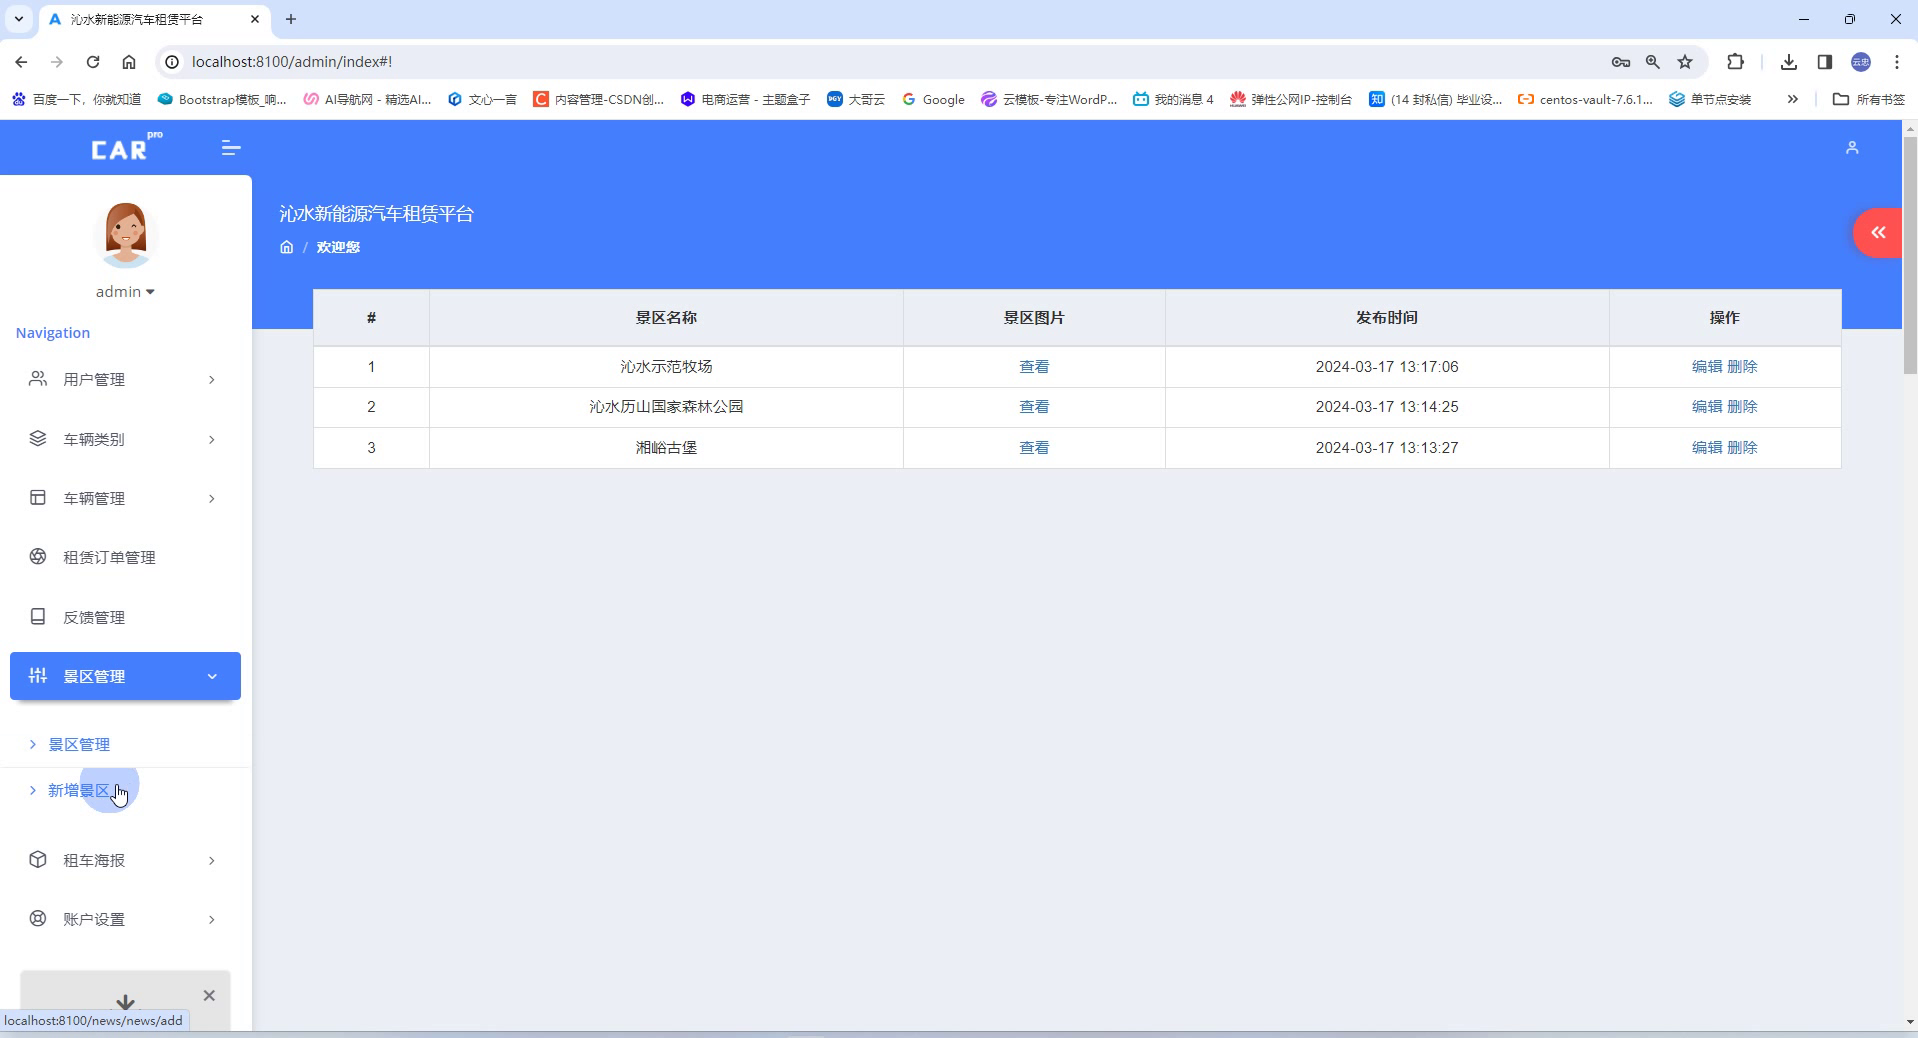 沁水新能源汽车租赁平台
localhost:8100/admin/index#!
百度一下，你就知道
Bootstrap模板_响...
AI导航网 - 精选AI...
文心一言
内容管理-CSDN创...
电商运营 - 主题盒子
大哥云
Google
云模板-专注WordP...
我的消息 4
弹性公网IP-控制台
(14 封私信) 毕业设...
centos-vault-7.6.1...
单节点安装
所有书签
CAR pro
沁水新能源汽车租赁平台
/ 欢迎您
admin
Navigation
用户管理
车辆类别
车辆管理
租赁订单管理
反馈管理
景区管理
景区管理
新增景区
租车海报
账户设置
# 景区名称 景区图片 发布时间 操作
1 沁水示范牧场 查看 2024-03-17 13:17:06 编辑 删除
2 沁水历山国家森林公园 查看 2024-03-17 13:14:25 编辑 删除
3 湘峪古堡 查看 2024-03-17 13:13:27 编辑 删除
localhost:8100/news/news/add